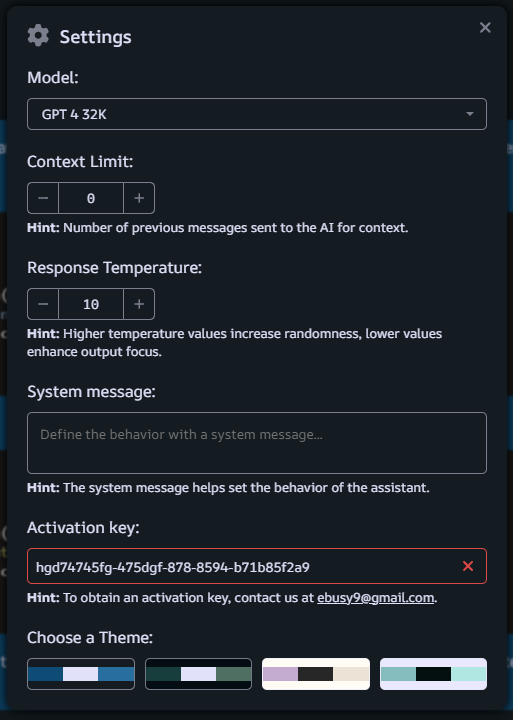 Settings
Model:
GPT 4 32K
Context Limit:
− 0 +
Hint: Number of previous messages sent to the AI for context.
Response Temperature:
− 10 +
Hint: Higher temperature values increase randomness, lower values
enhance output focus.
System message:
Define the behavior with a system message...
Hint: The system message helps set the behavior of the assistant.
Activation key:
hgd74745fg-475dgf-878-8594-b71b85f2a9
Hint: To obtain an activation key, contact us at ebusy9@gmail.com.
Choose a Theme: